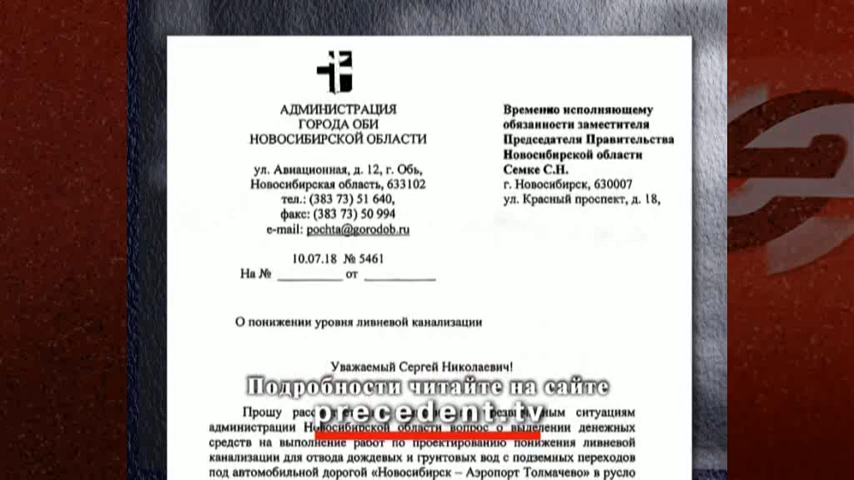 АДМИНИСТРАЦИЯ
ГОРОДА ОБИ
НОВОСИБИРСКОЙ ОБЛАСТИ
ул. Авиационная, д. 12, г. Обь,
Новосибирская область, 633102
тел.: (383 73) 51 640,
факс: (383 73) 50 994
e-mail: pochta@gorodob.ru
10.07.18 № 5461
На № __________ от __________
Временно исполняющему
обязанности заместителя
Председателя Правительства
Новосибирской области
Семке С.Н.
г. Новосибирск, 630007
ул. Красный проспект, д. 18,
О понижении уровня ливневой канализации
Уважаемый Сергей Николаевич!
Подробности читайте на сайте
precedent.tv
Прошу ситуациям
администрации Новосибирской области вопрос о выделении денежных
средств на выполнение работ по проектированию понижения ливневой
канализации для отвода дождевых и грунтовых вод с подземных переходов
под автомобильной дорогой «Новосибирск – Аэропорт Толмачево» в русло